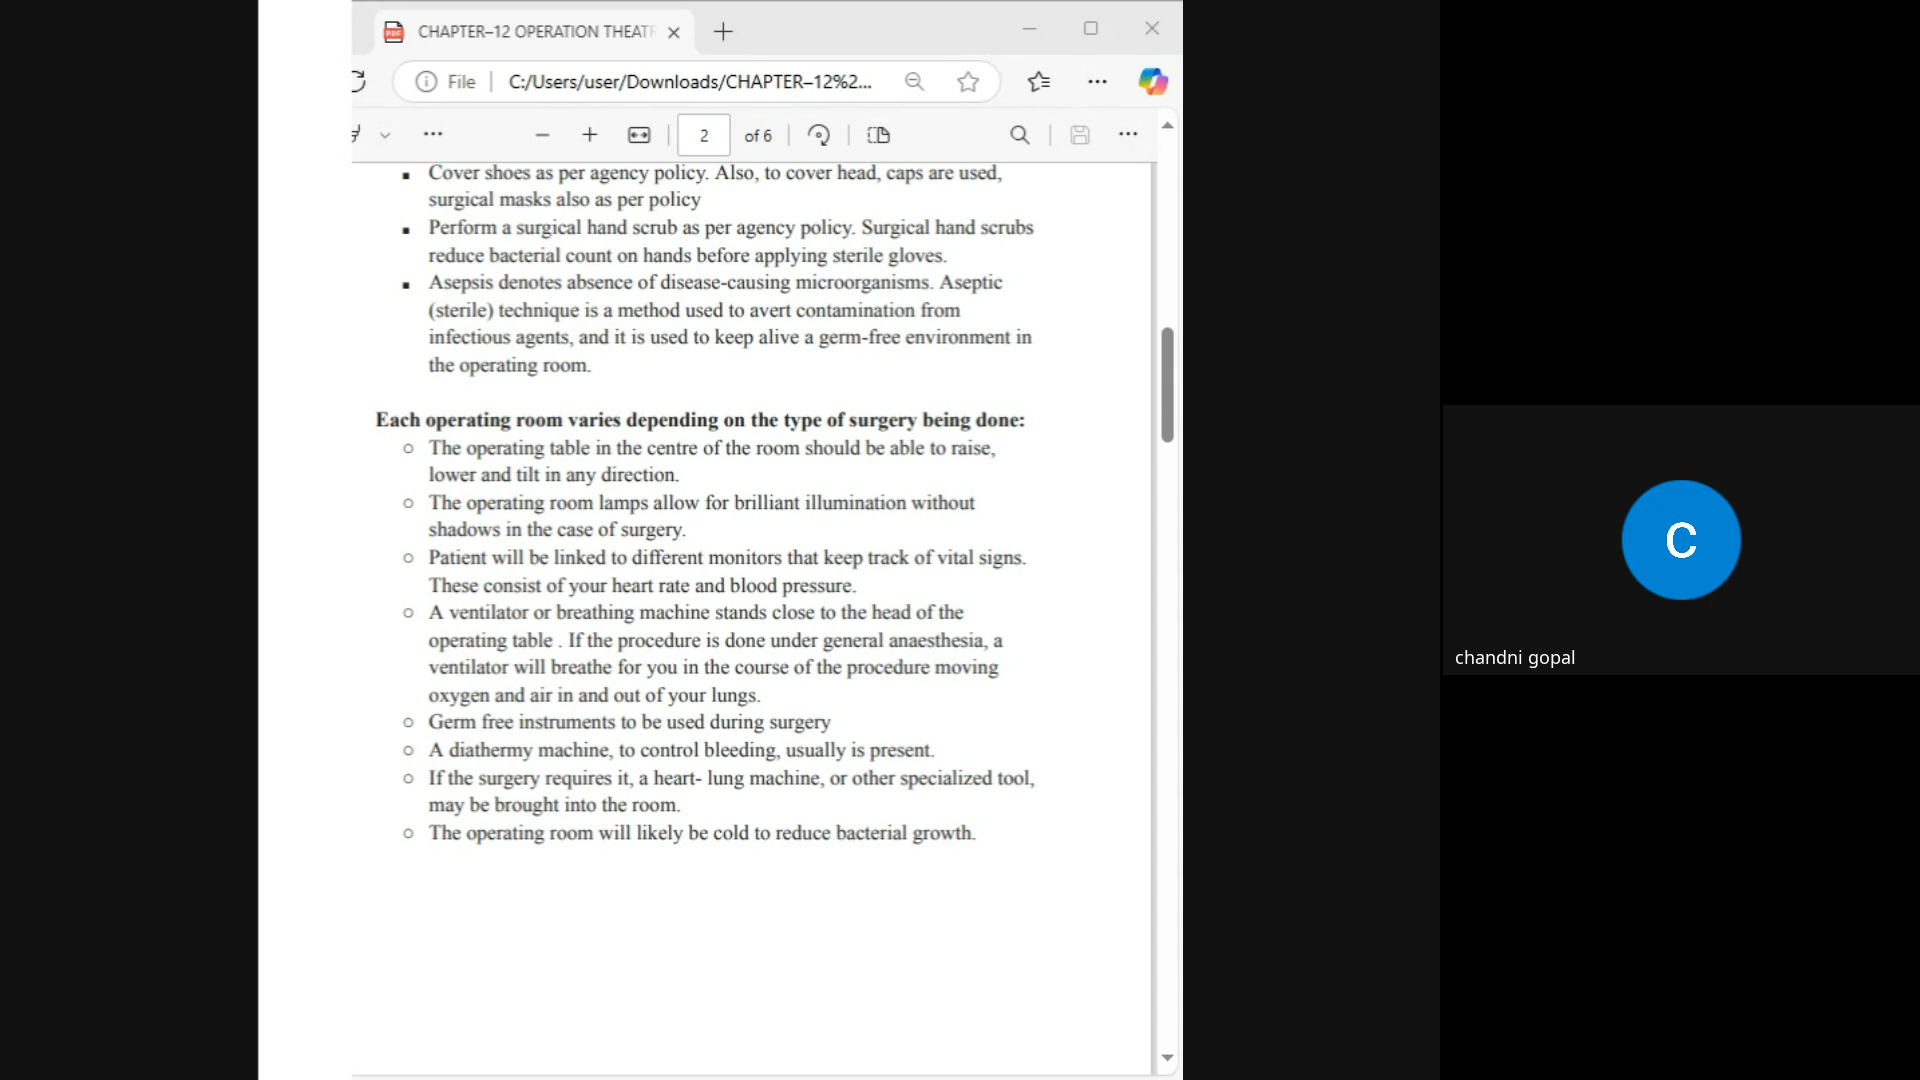 CHAPTER–12 OPERATION THEAT
File
C:/Users/user/Downloads/CHAPTER–12%2...
2 of 6
Cover shoes as per agency policy. Also, to cover head, caps are used,
surgical masks also as per policy
Perform a surgical hand scrub as per agency policy. Surgical hand scrubs
reduce bacterial count on hands before applying sterile gloves.
Asepsis denotes absence of disease-causing microorganisms. Aseptic
(sterile) technique is a method used to avert contamination from
infectious agents, and it is used to keep alive a germ-free environment in
the operating room.
Each operating room varies depending on the type of surgery being done:
The operating table in the centre of the room should be able to raise,
lower and tilt in any direction.
The operating room lamps allow for brilliant illumination without
shadows in the case of surgery.
Patient will be linked to different monitors that keep track of vital signs.
These consist of your heart rate and blood pressure.
A ventilator or breathing machine stands close to the head of the
operating table . If the procedure is done under general anaesthesia, a
ventilator will breathe for you in the course of the procedure moving
oxygen and air in and out of your lungs.
Germ free instruments to be used during surgery
A diathermy machine, to control bleeding, usually is present.
If the surgery requires it, a heart- lung machine, or other specialized tool,
may be brought into the room.
The operating room will likely be cold to reduce bacterial growth.
C
chandni gopal